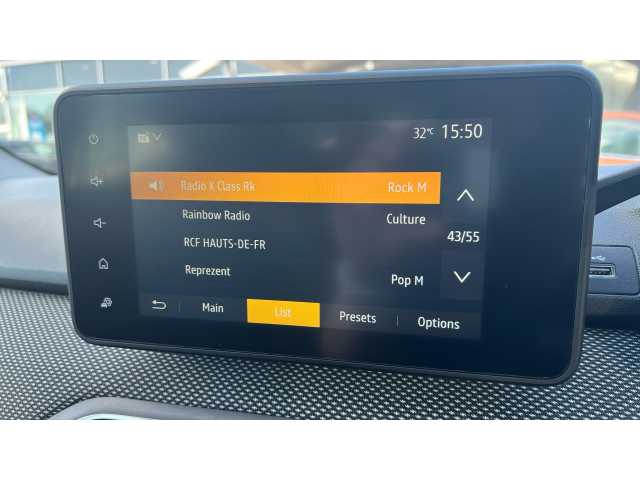 32°C 15:50
Radio X Class Rk Rock M
Rainbow Radio Culture
43/55
RCF HAUTS-DE-FR
Reprezent Pop M
Main List Presets Options